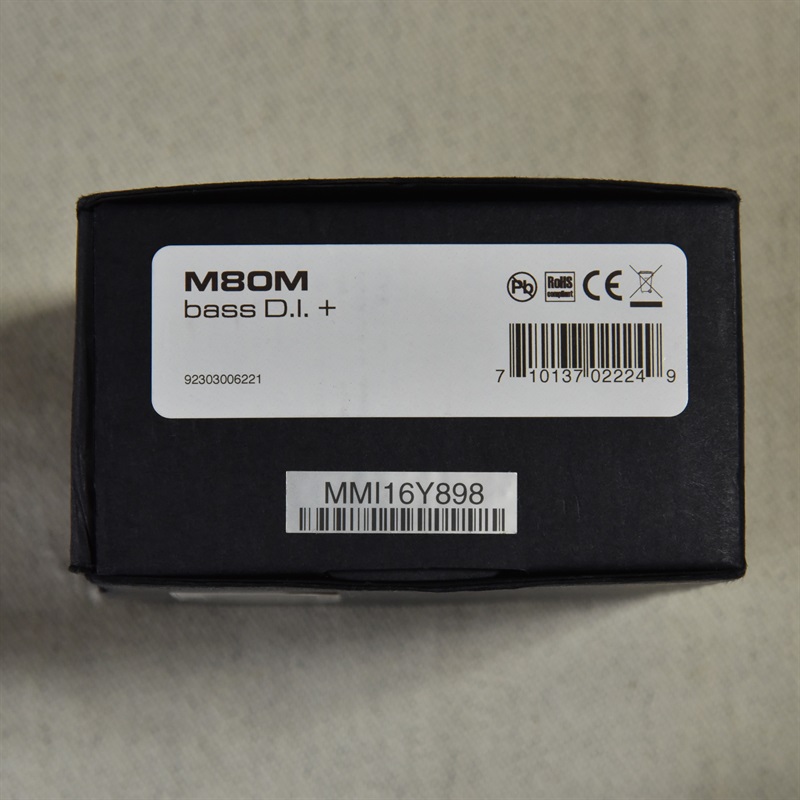 M80M
bass D.I. +
Pb
RoHS
compliant
CE
92303006221
7 10137 02224 9
MMI16Y898